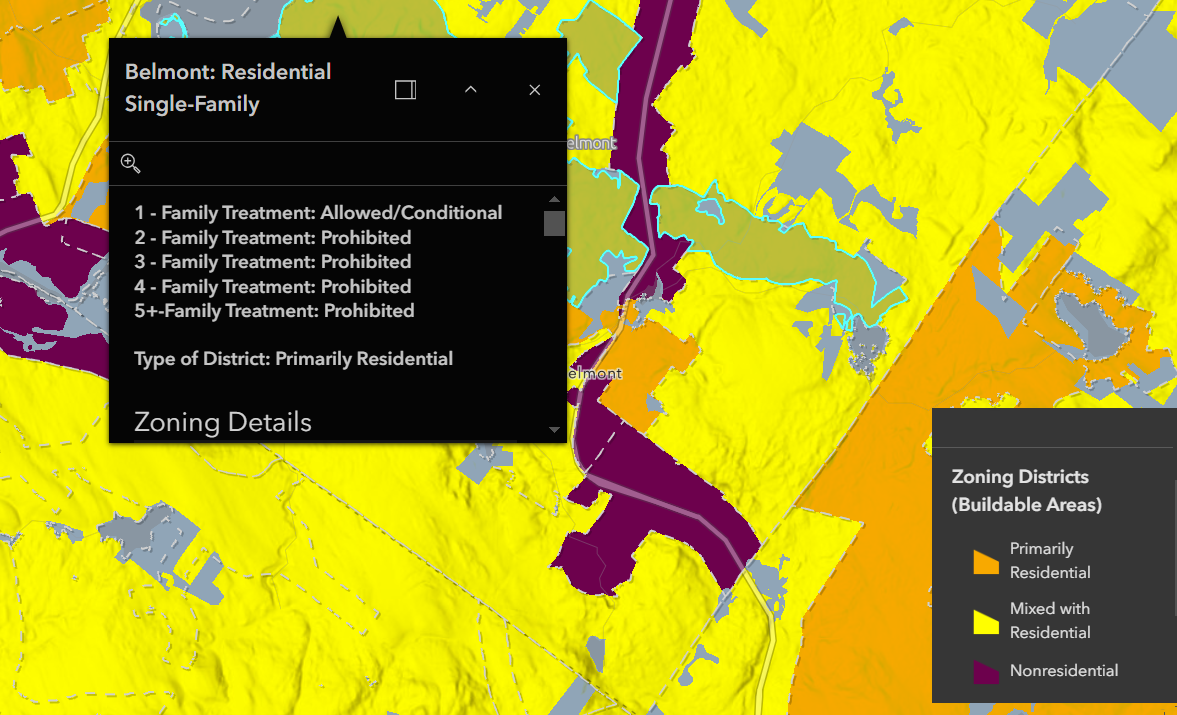 Belmont: Residential
Single-Family
1 - Family Treatment: Allowed/Conditional
2 - Family Treatment: Prohibited
3 - Family Treatment: Prohibited
4 - Family Treatment: Prohibited
5+-Family Treatment: Prohibited
Type of District: Primarily Residential
Zoning Details
elmont
elmont
Zoning Districts
(Buildable Areas)
Primarily
Residential
Mixed with
Residential
Nonresidential